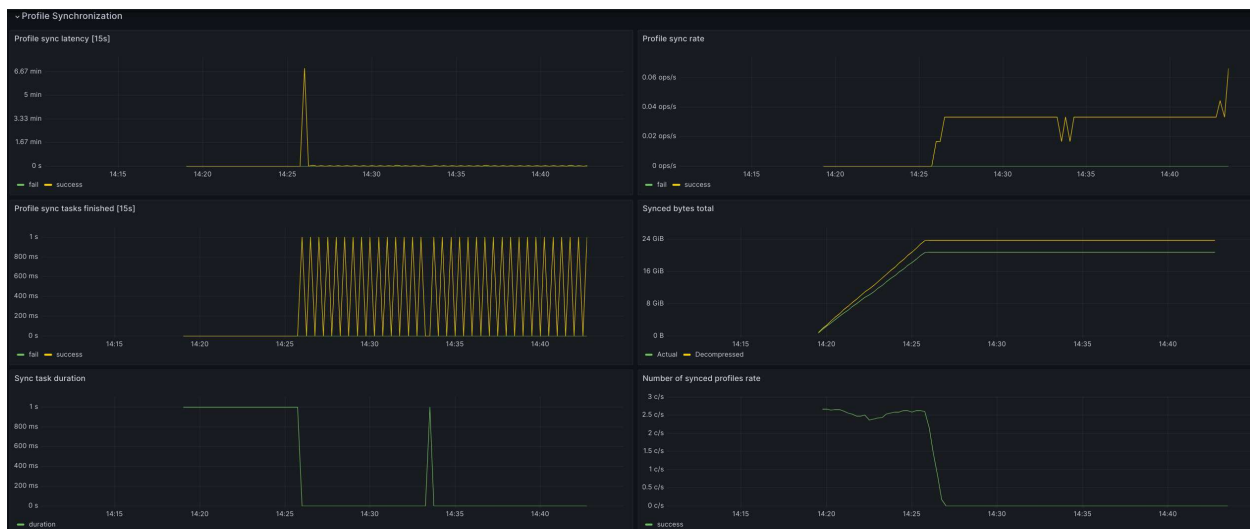 Profile Synchronization
Profile sync latency [15s]
6.67 min
5 min
3.33 min
1.67 min
0 s
14:15 14:20 14:25 14:30 14:35 14:40
fail success
Profile sync rate
0.06 ops/s
0.04 ops/s
0.02 ops/s
0 ops/s
14:15 14:20 14:25 14:30 14:35 14:40
fail success
Profile sync tasks finished [15s]
1 s
800 ms
600 ms
400 ms
200 ms
0 s
14:15 14:20 14:25 14:30 14:35 14:40
fail success
Synced bytes total
24 GiB
16 GiB
8 GiB
0 B
14:15 14:20 14:25 14:30 14:35 14:40
Actual Decompressed
Sync task duration
1 s
800 ms
600 ms
400 ms
200 ms
0 s
14:15 14:20 14:25 14:30 14:35 14:40
duration
Number of synced profiles rate
3 c/s
2.5 c/s
2 c/s
1.5 c/s
1 c/s
0.5 c/s
0 c/s
14:15 14:20 14:25 14:30 14:35 14:40
success